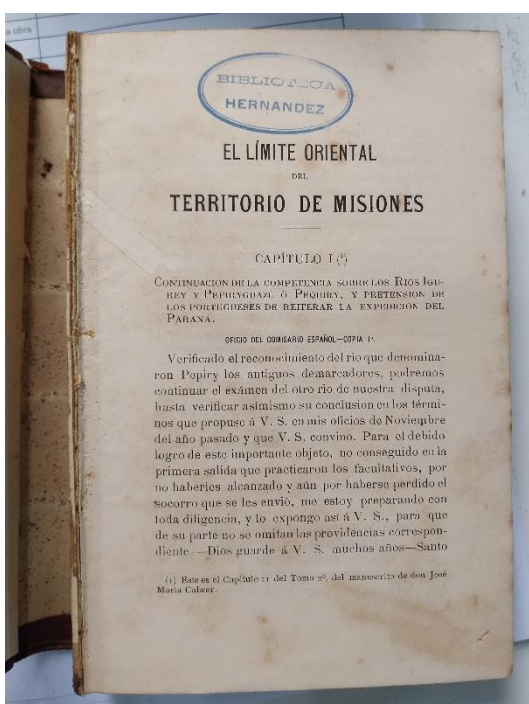 a obra
BIBLIOTECA
HERNANDEZ
EL LÍMITE ORIENTAL
DEL
TERRITORIO DE MISIONES
CAPÍTULO I (¹)
CONTINUACION DE LA COMPETENCIA SOBRE LOS RIOS IGU-
REY Y PEPIRYGUAZÚ Ó PEQUIRY, Y PRETENSION DE
LOS PORTUGUESES DE REITERAR LA EXPEDICION DEL
PARANÁ.
OFICIO DEL COMISARIO ESPAÑOL—COPIA 1ª.
Verificado el reconocimiento del rio que denomina-
ron Pepiry los antiguos demarcadores, podremos
continuar el exámen del otro rio de nuestra disputa,
hasta verificar asimismo su conclusion en los térmi-
nos que propuse á V. S. en mis oficios de Noviembre
del año pasado y que V. S. convino. Para el debido
logro de este importante objeto, no conseguido en la
primera salida que practicaron los facultativos, por
no haberles alcanzado y aún por haberse perdido el
socorro que se les envió, me estoy preparando con
toda diligencia, y lo expongo así á V. S., para que
de su parte no se omitan las providencias correspon-
diente :—Dios guarde á V. S. muchos años—Santo
(1) Este es el Capítulo 11 del Tomo 2º, del manuscrito de don José
Maria Cabrer.